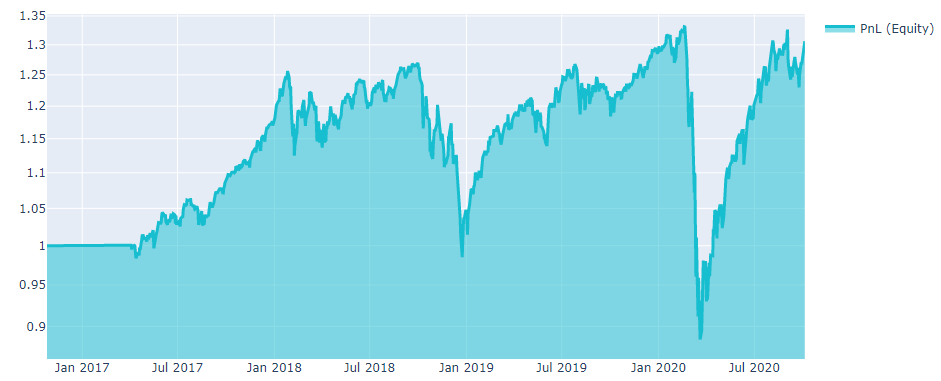 1.35
PnL (Equity)
1.3
1.25
1.2
1.15
1.1
1.05
1
0.95
0.9
Jan 2017
Jul 2017
Jan 2018
Jul 2018
Jan 2019
Jul 2019
Jan 2020
Jul 2020